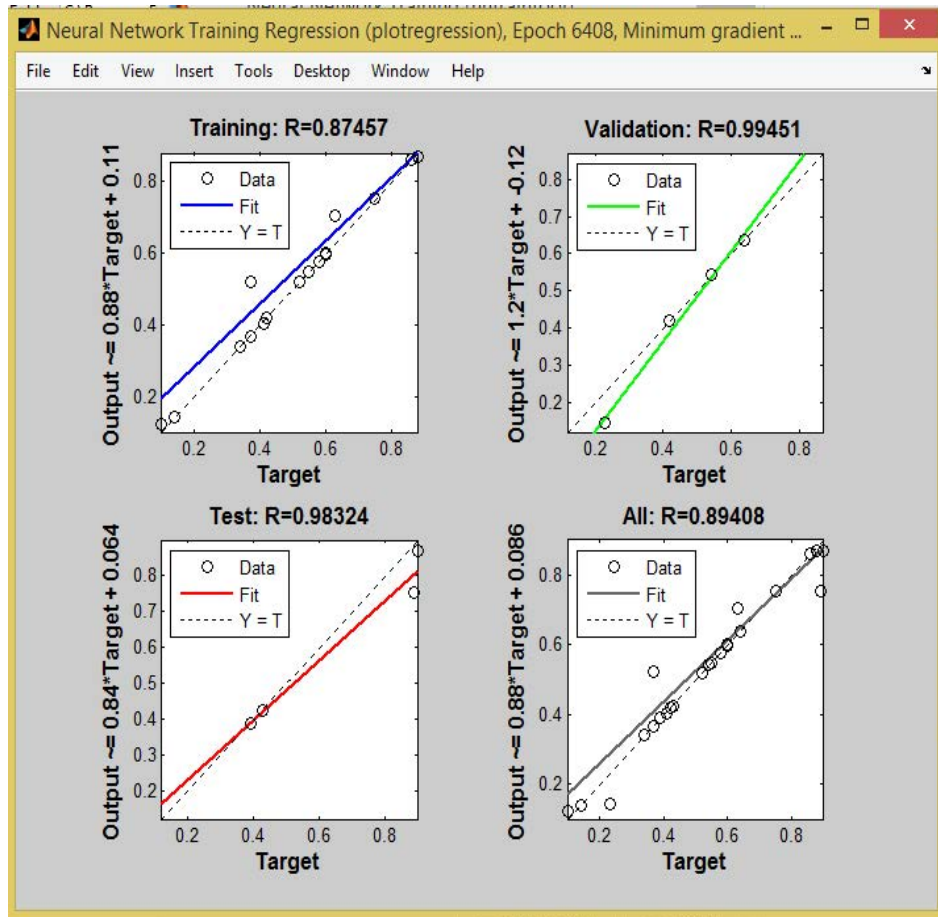 Neural Network Training Regression (plotregression), Epoch 6408, Minimum gradient ...
File Edit View Insert Tools Desktop Window Help
Training: R=0.87457
Output ~= 0.88*Target + 0.11
Data
Fit
Y = T
0.8
0.6
0.4
0.2
0.2 0.4 0.6 0.8
Target
Validation: R=0.99451
Output ~= 1.2*Target + -0.12
Data
Fit
Y = T
0.8
0.7
0.6
0.5
0.4
0.3
0.2
0.2 0.4 0.6 0.8
Target
Test: R=0.98324
Output ~= 0.84*Target + 0.064
Data
Fit
Y = T
0.8
0.7
0.6
0.5
0.4
0.3
0.2
0.2 0.4 0.6 0.8
Target
All: R=0.89408
Output ~= 0.88*Target + 0.086
Data
Fit
Y = T
0.8
0.6
0.4
0.2
0.2 0.4 0.6 0.8
Target